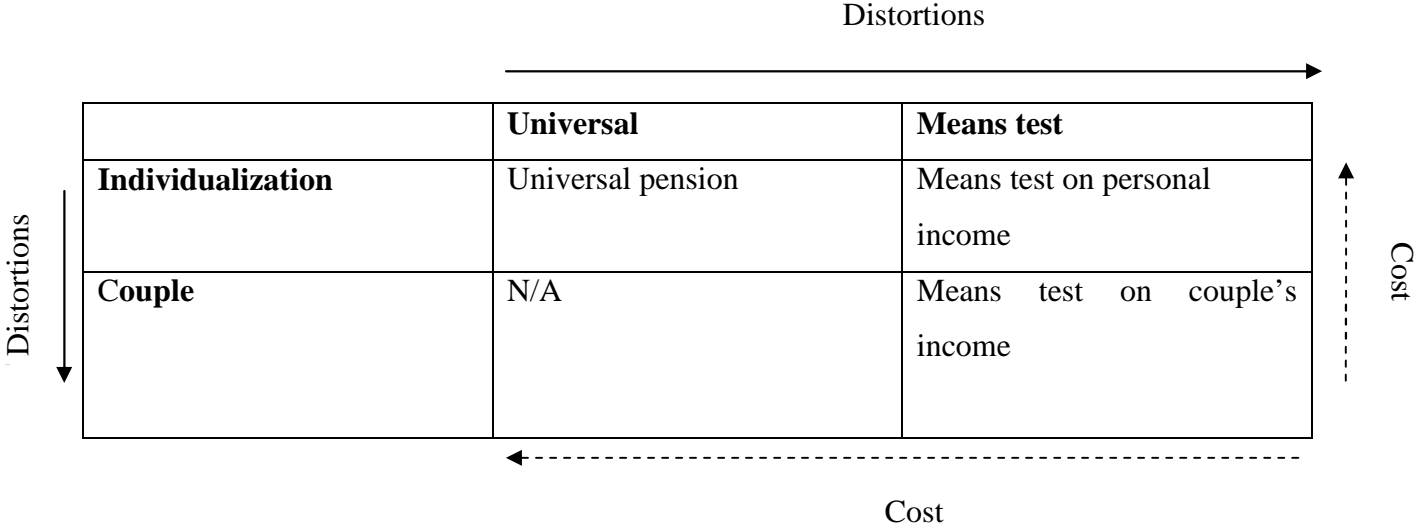 Distortions
Universal
Means test
Individualization
Universal pension
Means test on personal
income
Couple
N/A
Means test on couple’s
income
Distortions
Cost
Cost